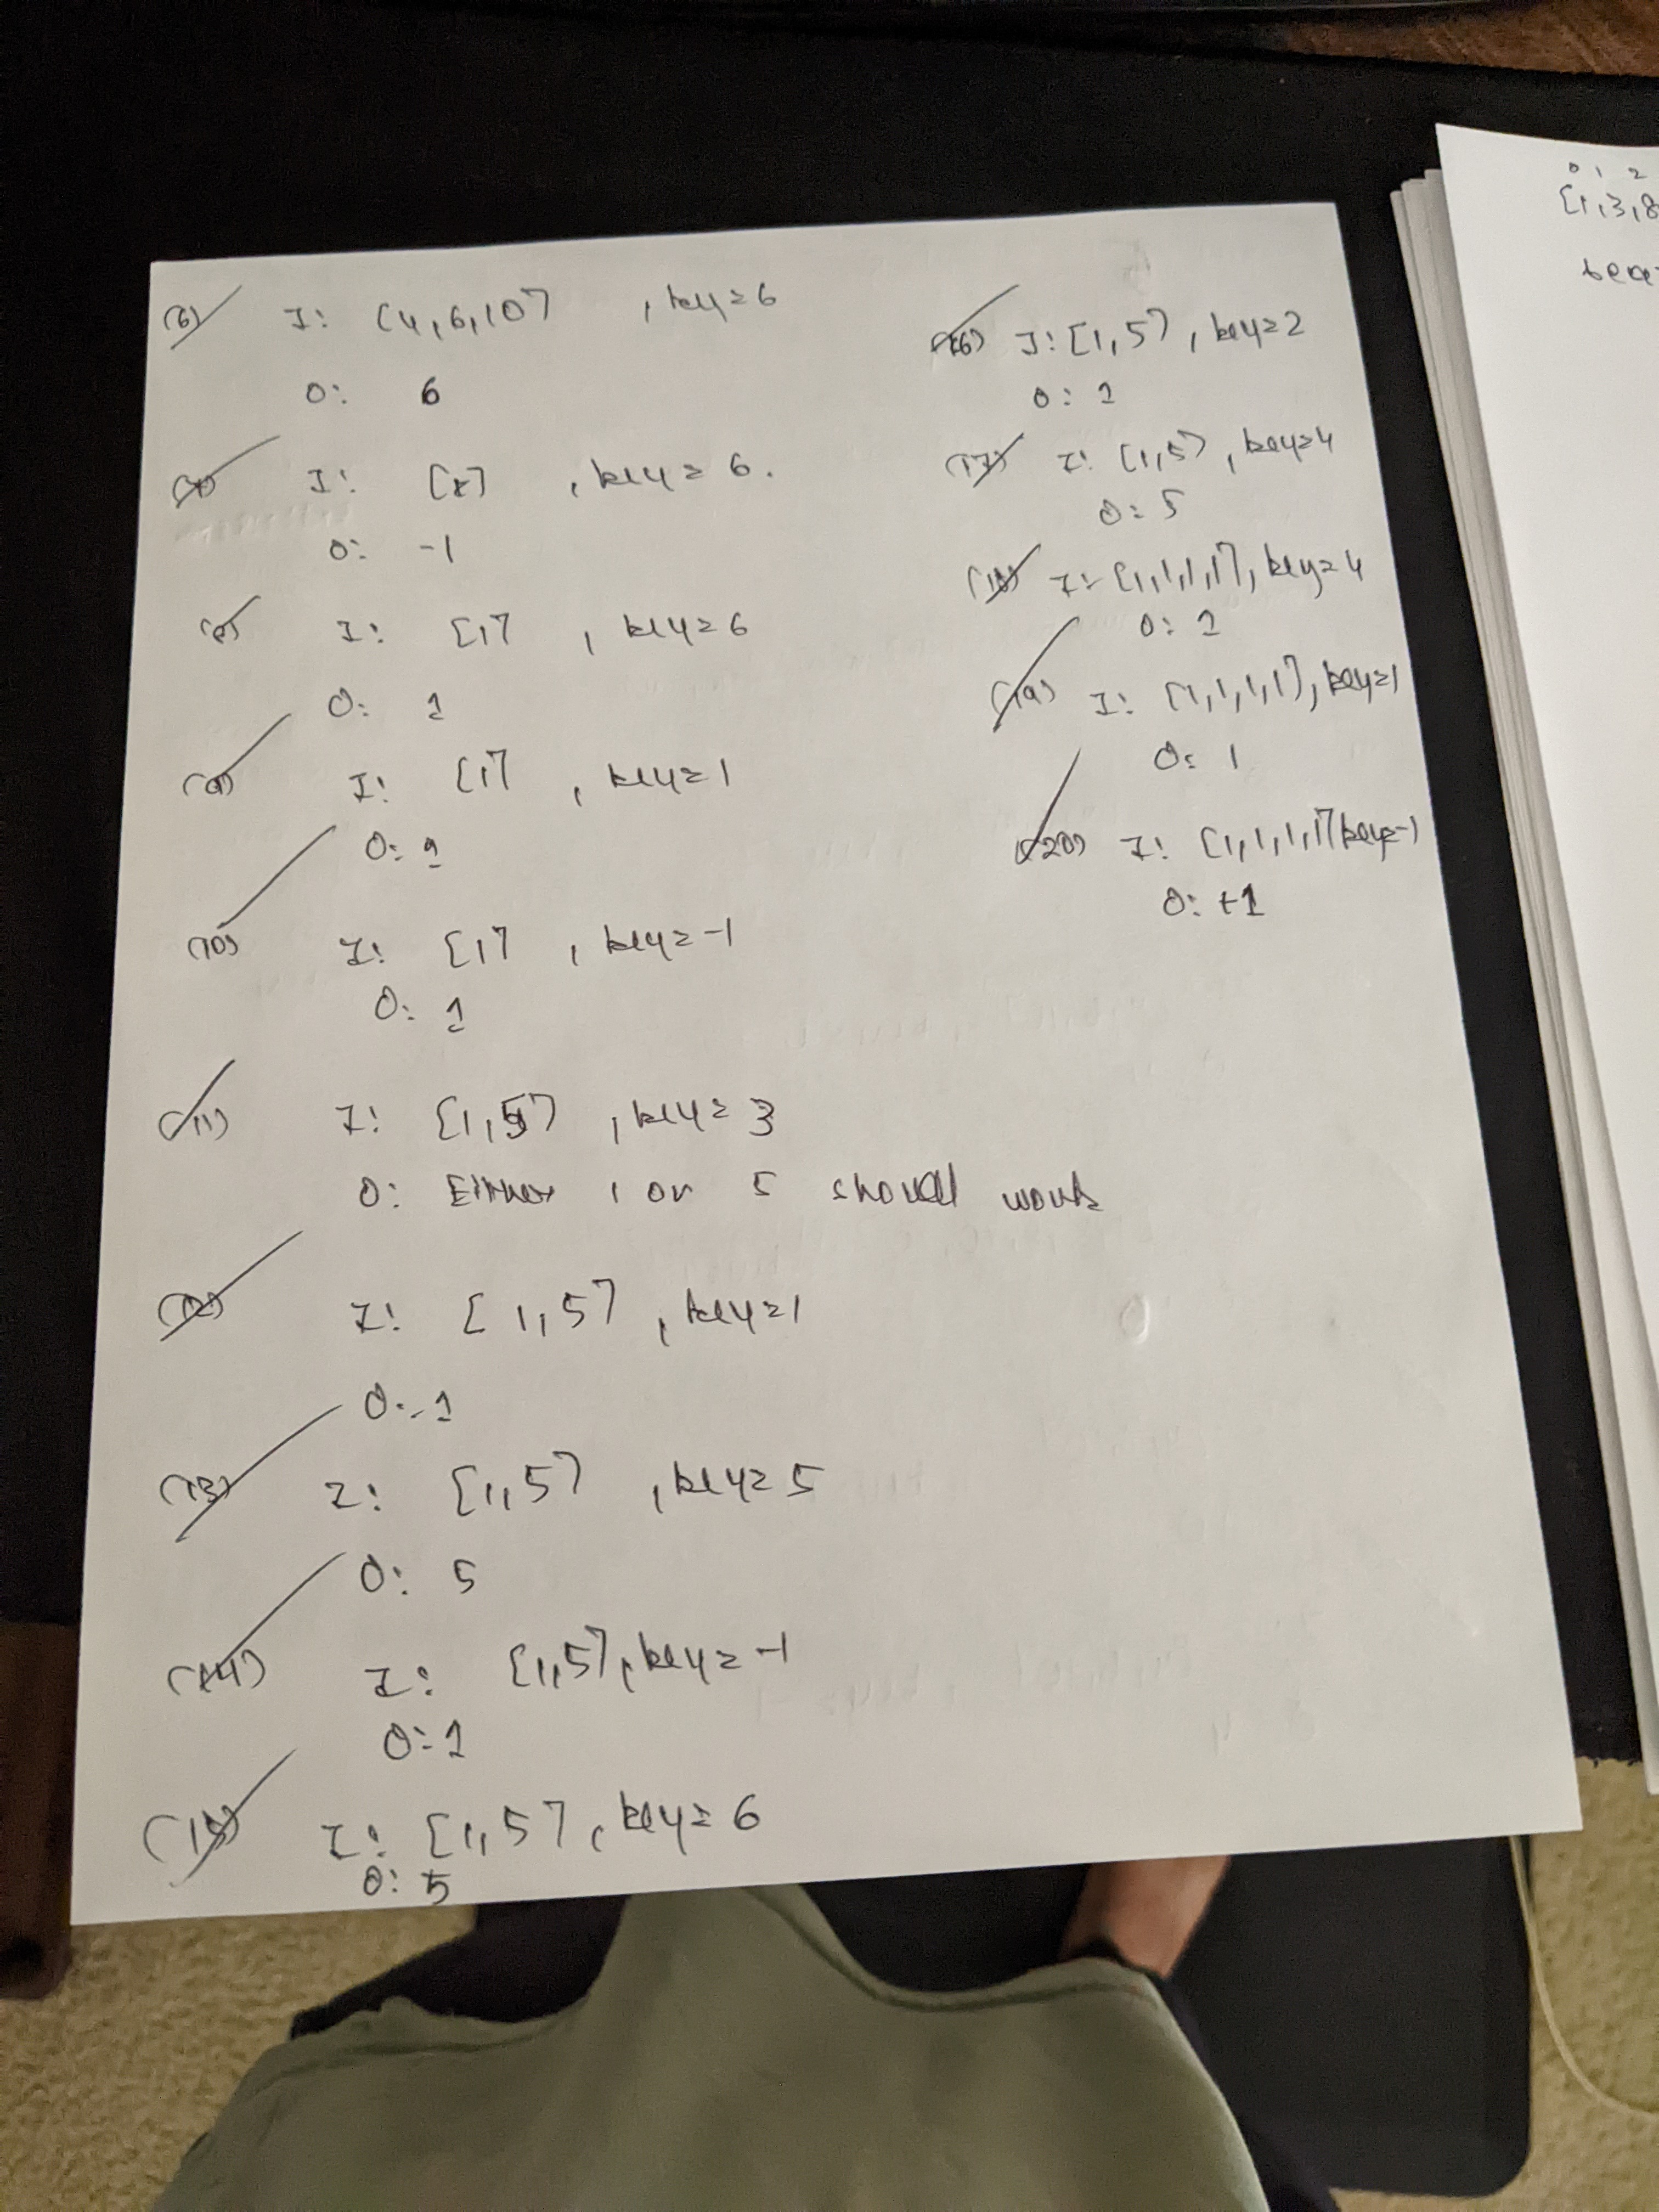 (6) I: [4,6,10] , key=6
O: 6
(7) I: [x] , key=6.
O: -1
(8) I: [1] , key=6
O: 1
(9) I: [1] , key=1
O: 1
(10) I: [1] , key=-1
O: 1
(11) I: [1,5] , key=3
O: Either 1 or 5 should work
(12) I: [1,5] , key=1
O: 1
(13) I: [1,5] , key=5
O: 5
(14) I: [1,5], key=-1
O: 1
(15) I: [1,5], key=6
O: 5
(16) I: [1,5], key=2
O: 1
(17) I: [1,5], key=4
O: 5
(18) I: [1,1,1,1], key=4
O: 1
(19) I: [1,1,1,1], key=1
O: 1
(20) I: [1,1,1,1] key=-1
O: +1
0 1 2
[1,3,8